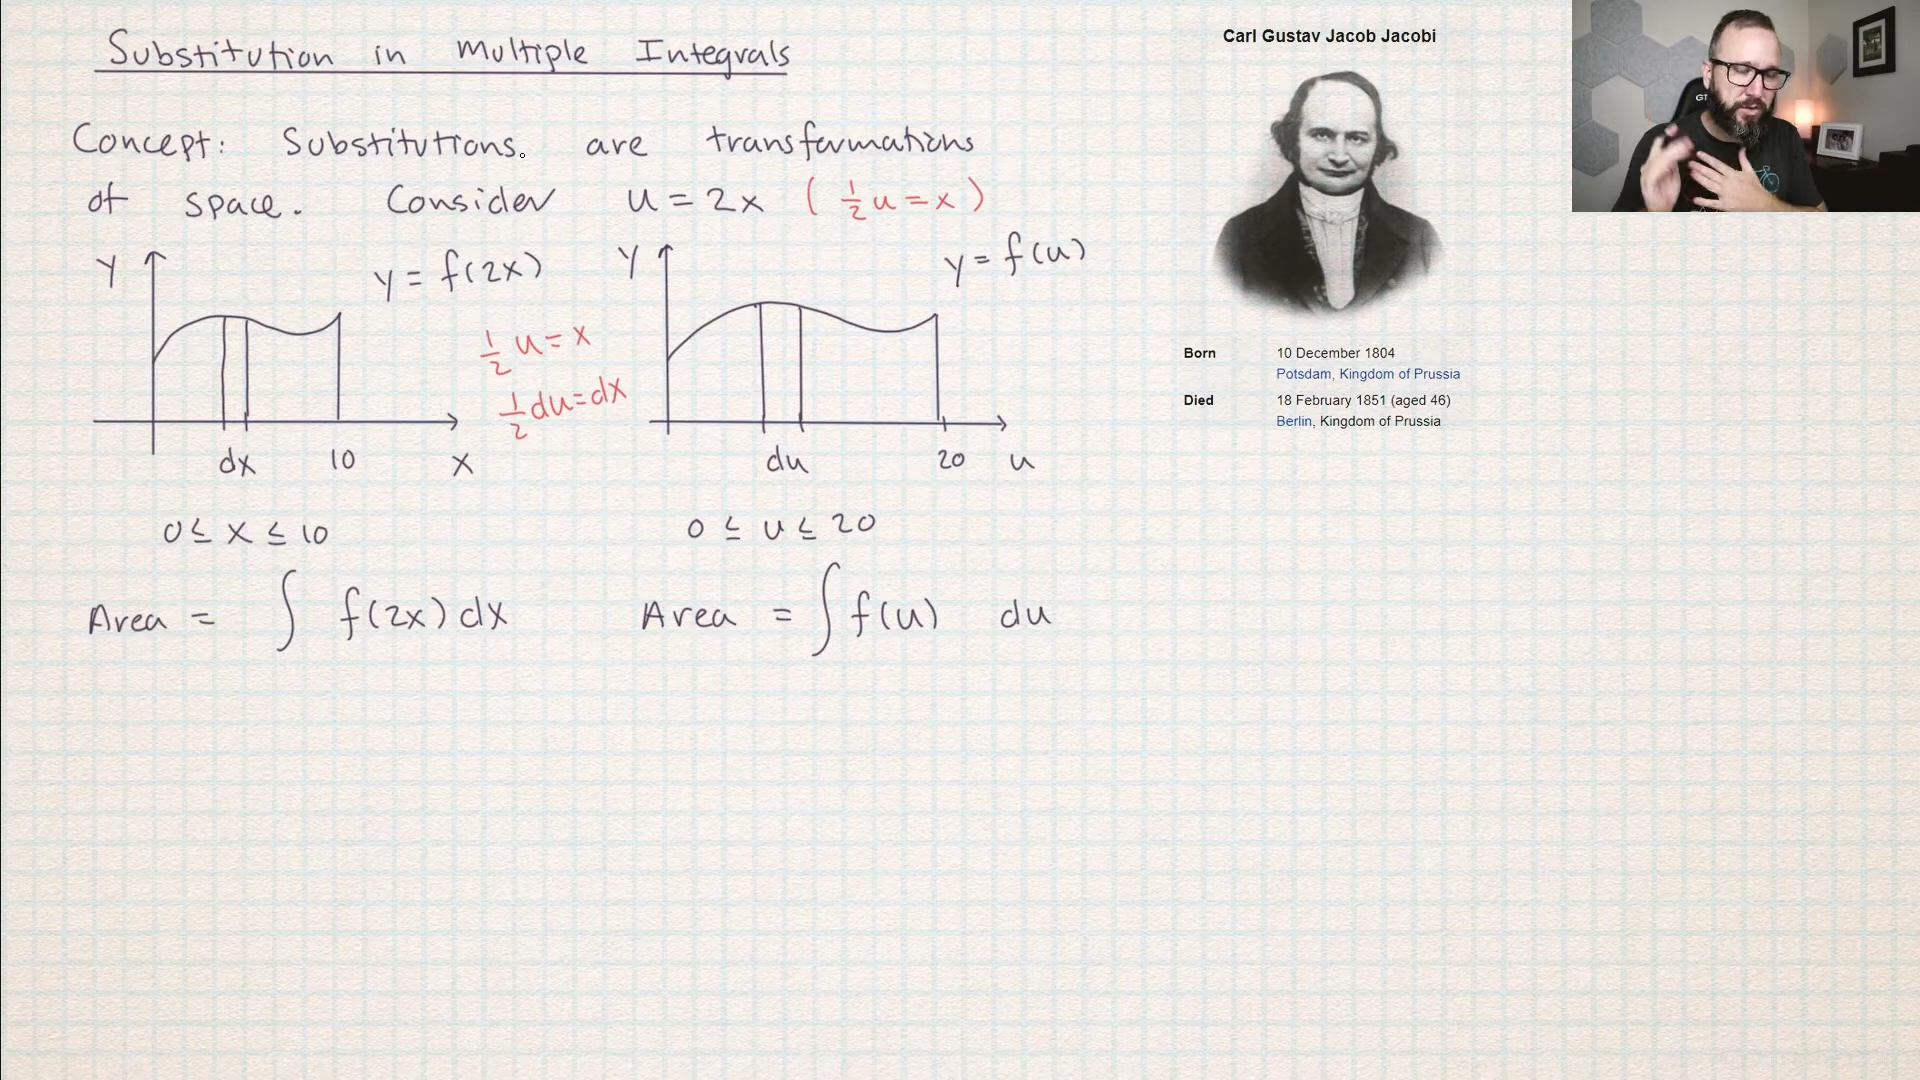 Substitution in Multiple Integrals
Concept: Substitutions. are transformations
of space. Consider u = 2x ( 1/2 u = x )
y y = f(2x)
1/2 u = x
1/2 du = dx
dx 10 x
y y = f(u)
du 20 u
0 ≤ x ≤ 10
0 ≤ u ≤ 20
Area = ∫ f(2x) dx
Area = ∫ f(u) du
Carl Gustav Jacob Jacobi
Born 10 December 1804
Potsdam, Kingdom of Prussia
Died 18 February 1851 (aged 46)
Berlin, Kingdom of Prussia
GT